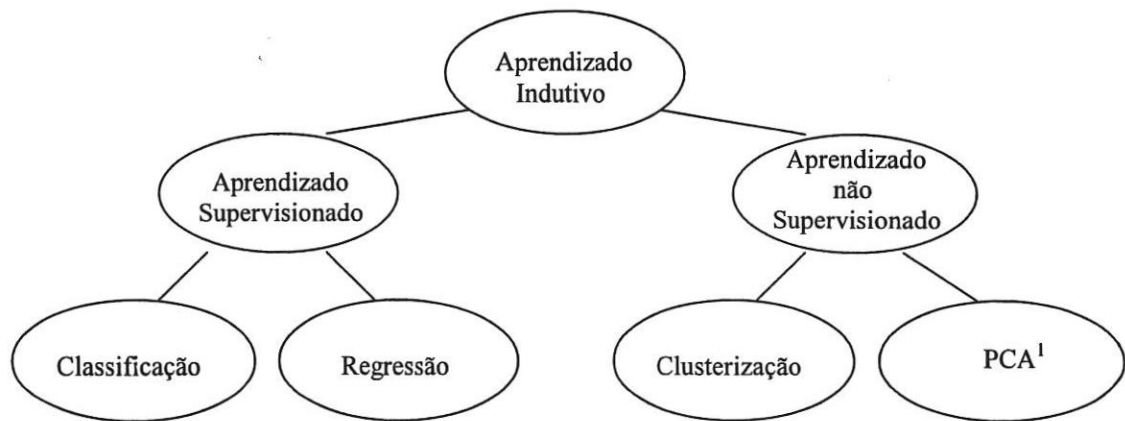 Aprendizado
Indutivo
Aprendizado
Supervisionado
Aprendizado
não
Supervisionado
Classificação
Regressão
Clusterização
PCA¹